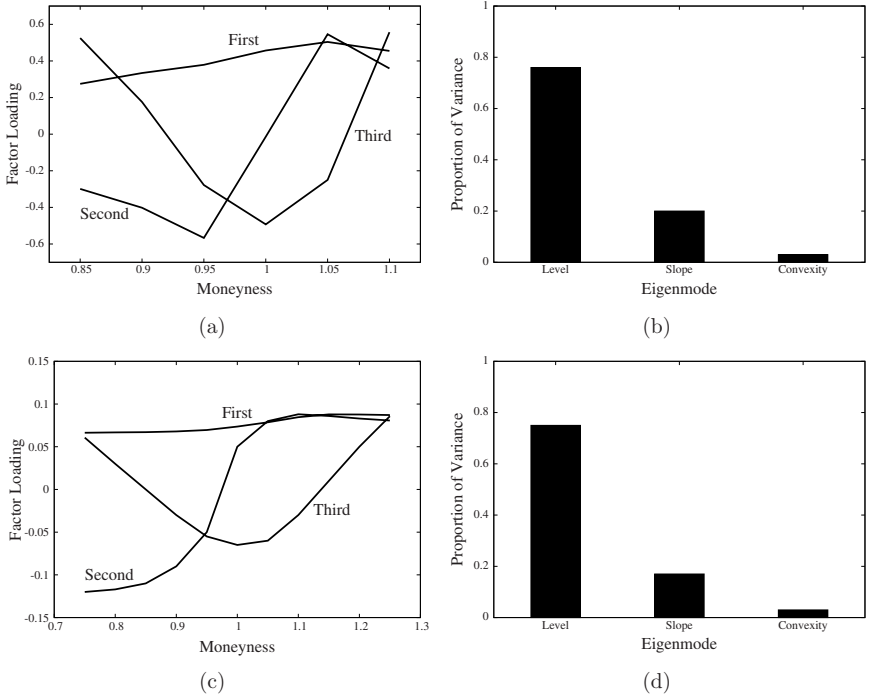 0.6
0.4
0.2
0
-0.2
-0.4
-0.6
0.85
0.9
0.95
1
1.05
1.1
Factor Loading
Moneyness
First
Second
Third
(a)
1
0.8
0.6
0.4
0.2
0
Level
Slope
Convexity
Proportion of Variance
Eigenmode
(b)
0.15
0.1
0.05
0
-0.05
-0.1
-0.15
0.7
0.8
0.9
1
1.1
1.2
1.3
Factor Loading
Moneyness
First
Second
Third
(c)
1
0.8
0.6
0.4
0.2
0
Level
Slope
Convexity
Proportion of Variance
Eigenmode
(d)